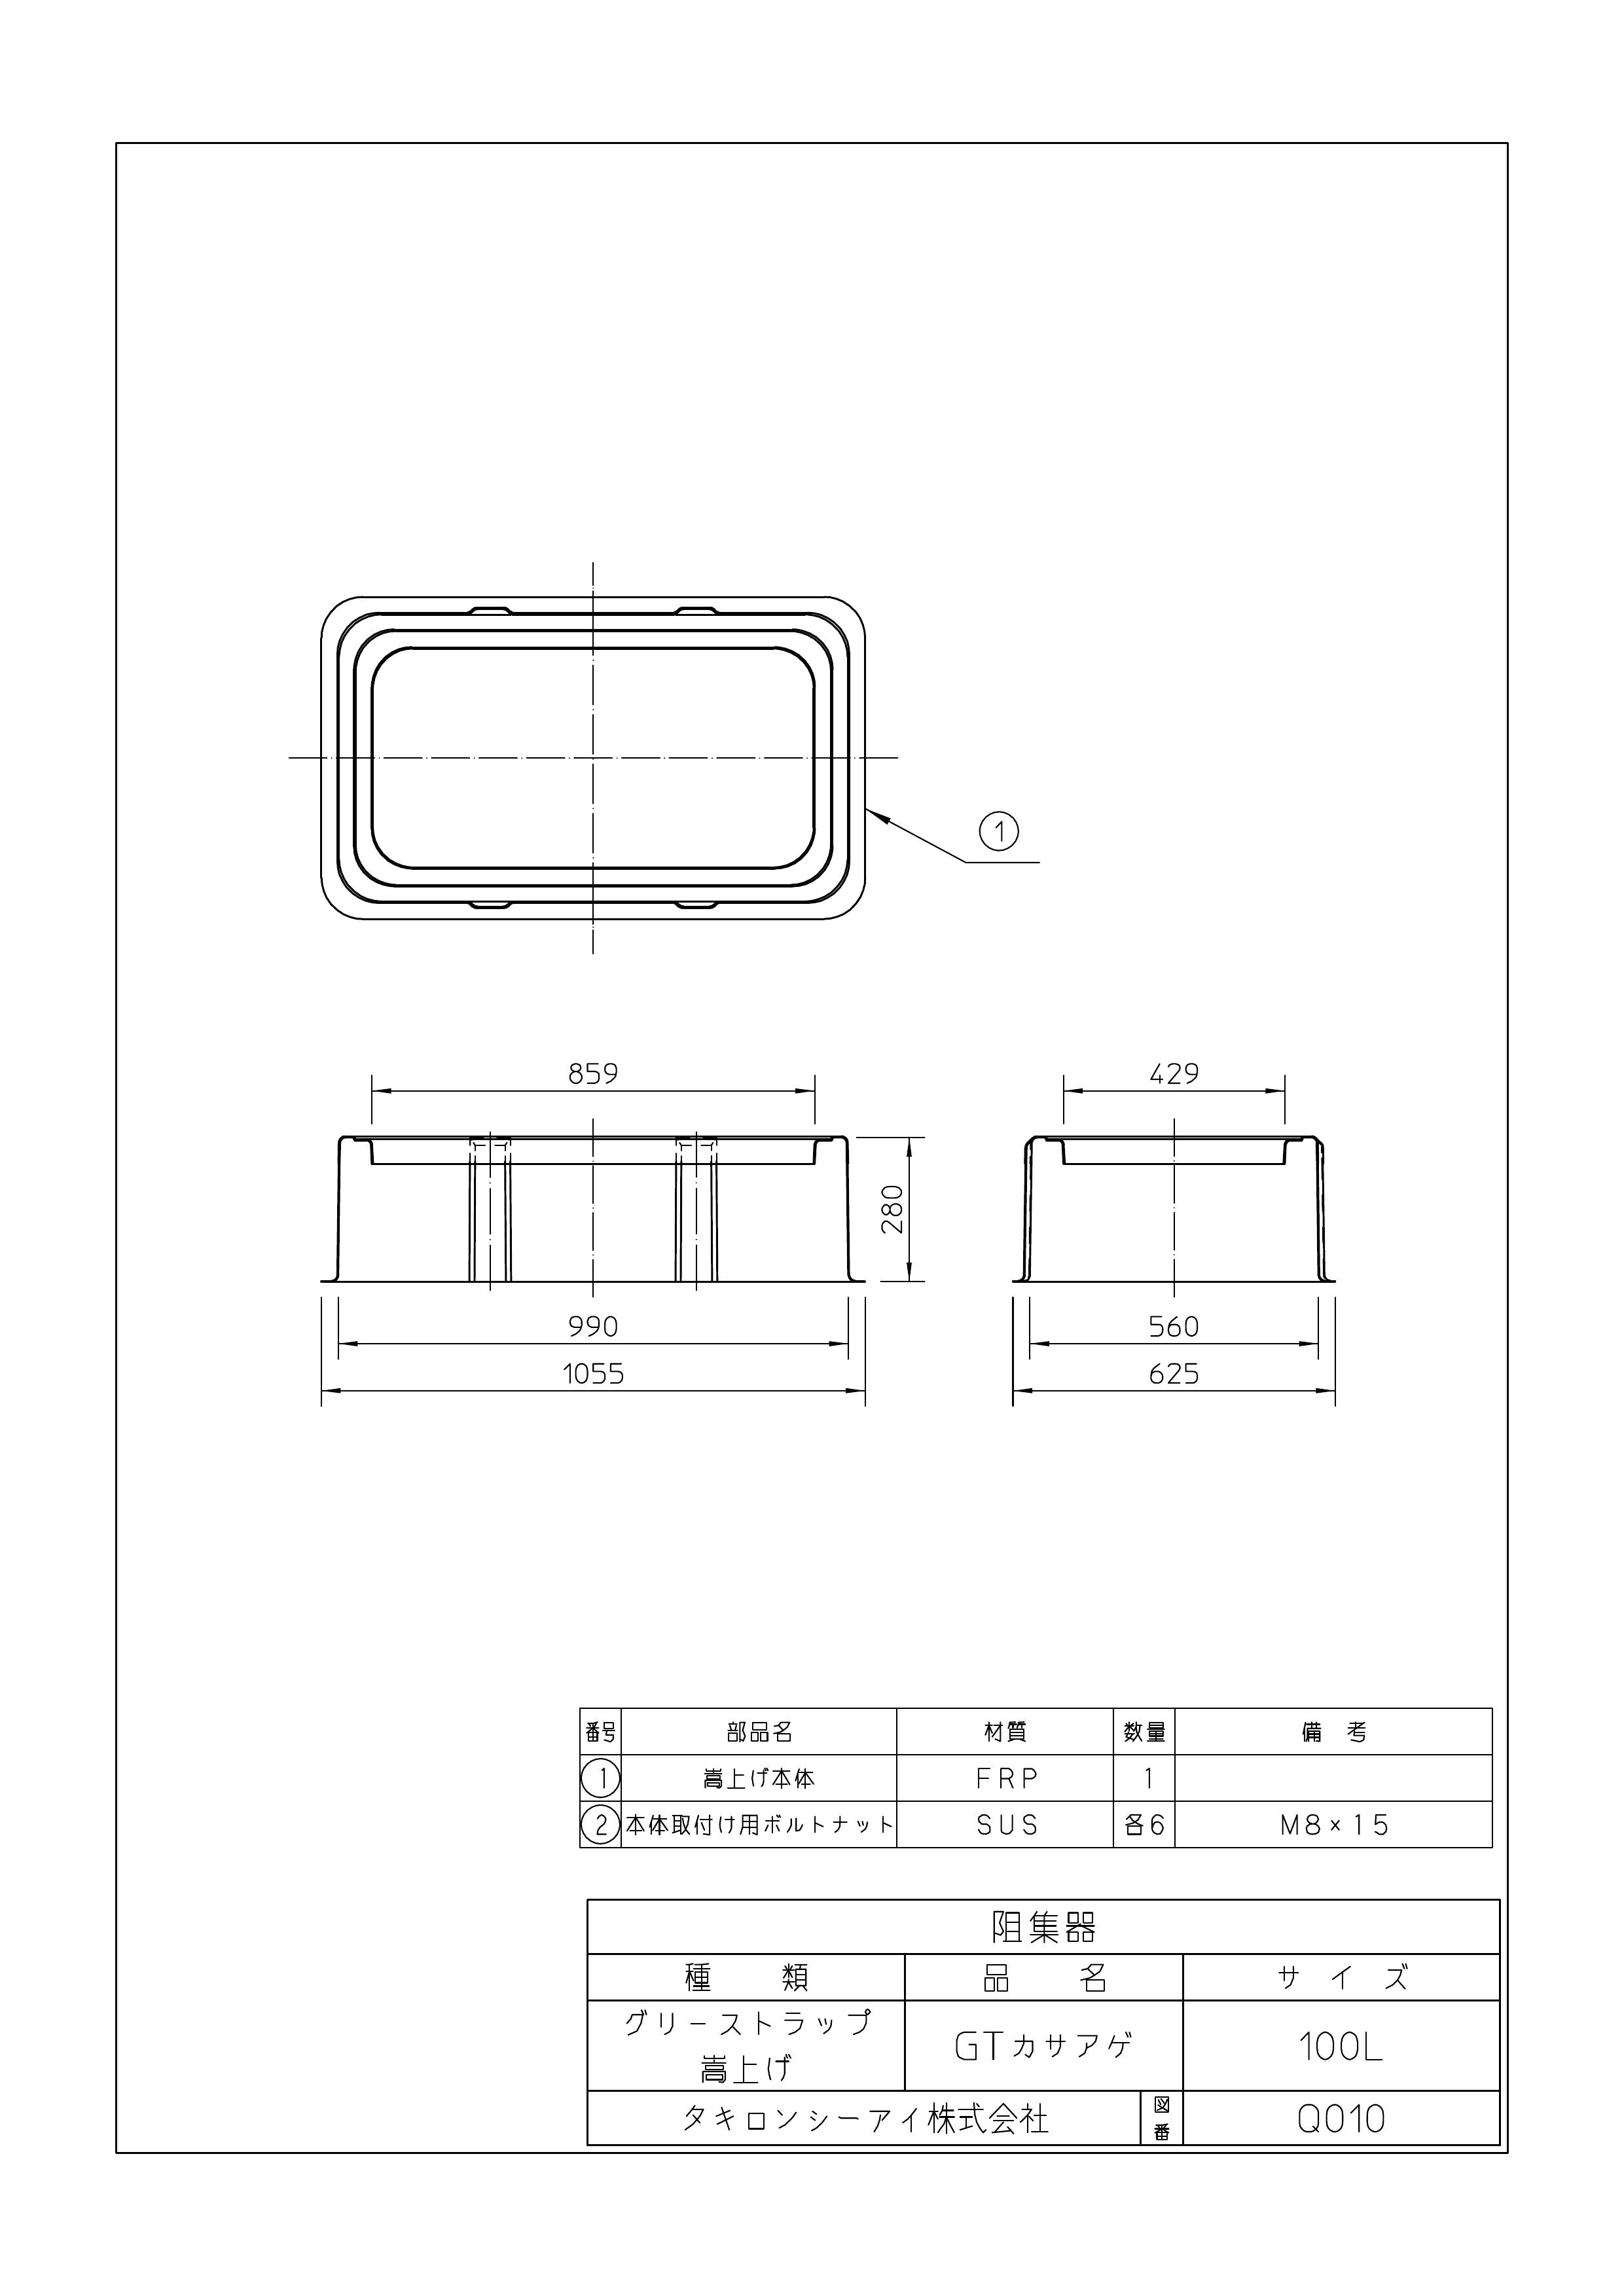 ①
859
429
280
990
1055
560
625
番号 部品名 材質 数量 備 考
① 嵩上げ本体 FRP 1
② 本体取付け用ボルトナット SUS 各6 M8×15
阻集器
種 類 品 名 サイズ
グリーストラップ
嵩上げ
GTカサアゲ
100L
タキロンシーアイ株式会社
図番
Q010